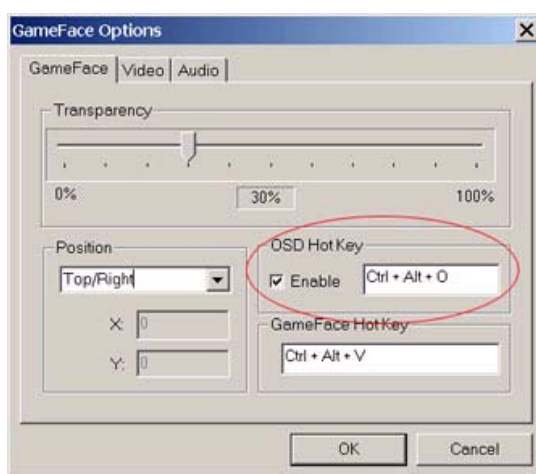 GameFace Options
GameFace Video Audio
Transparency
0% 30% 100%
Position
Top/Right
X: 0
Y: 0
OSD Hot Key
Enable Ctrl + Alt + O
GameFace Hot Key
Ctrl + Alt + V
OK Cancel